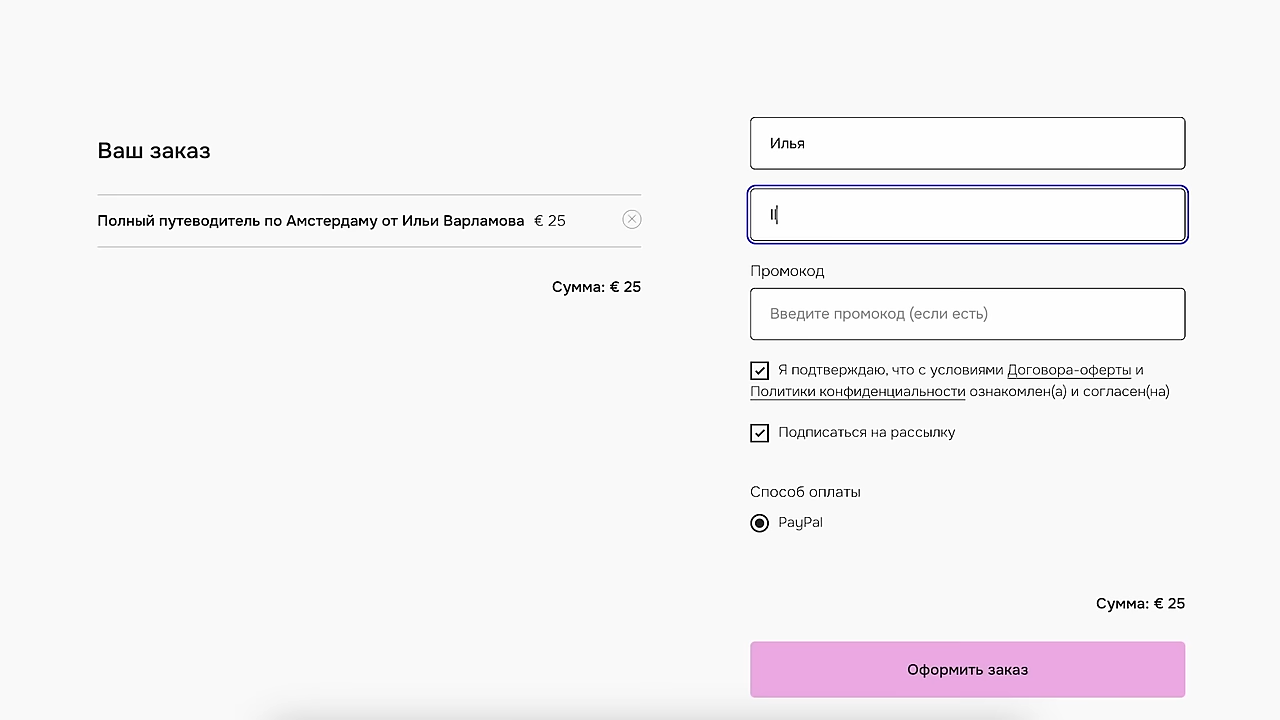 Ваш заказ
Полный путеводитель по Амстердаму от Ильи Варламова € 25
Сумма: € 25
Илья
Промокод
Введите промокод (если есть)
Я подтверждаю, что с условиями Договора-оферты и
Политики конфиденциальности ознакомлен(а) и согласен(на)
Подписаться на рассылку
Способ оплаты
PayPal
Сумма: € 25
Оформить заказ